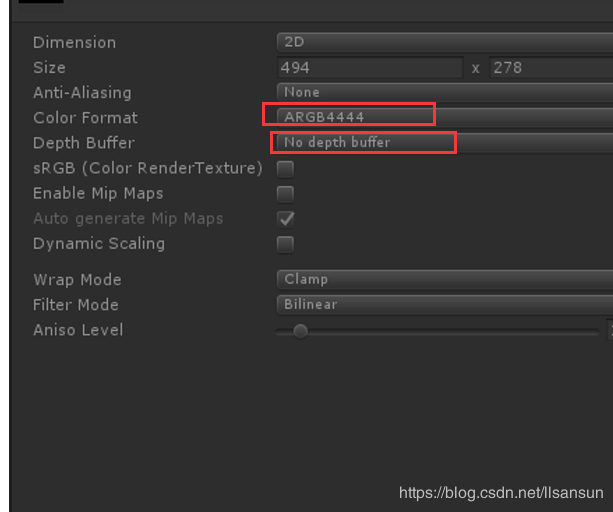 Dimension 2D
Size 494 x 278
Anti-Aliasing None
Color Format ARGB4444
Depth Buffer No depth buffer
sRGB (Color RenderTexture)
Enable Mip Maps
Auto generate Mip Maps
Dynamic Scaling
Wrap Mode Clamp
Filter Mode Bilinear
Aniso Level
https://blog.csdn.net/llsansun